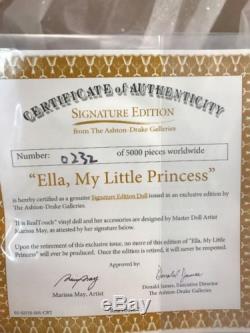 CERTIFICATE of AUTHENTICITY
SIGNATURE EDITION
from The Ashton-Drake Galleries
Number: 0232 of 5000 pieces worldwide
“Ella, My Little Princess”
is hereby certified as a genuine Signature Edition Doll issued in an exclusive edition by
The Ashton-Drake Galleries.
This RealTouch® vinyl doll and her accessories are designed by Master Doll Artist
Marissa May, as attested by her signature below.
Upon the retirement of this exclusive issue, no more of this edition of “Ella, My Little
Princess” will ever be produced. Once the edition is complete, it will be closed forever.
Approved by:
Marissa May, Artist
Donald James, Executive Director
The Ashton-Drake Galleries